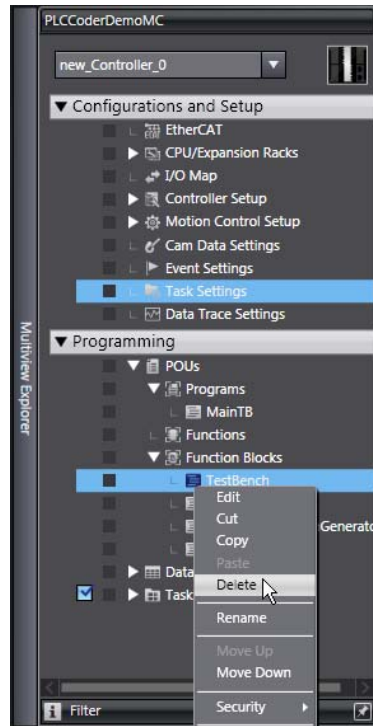 PLCCoderDemoMC
new_Controller_0
Configurations and Setup
EtherCAT
CPU/Expansion Racks
I/O Map
Controller Setup
Motion Control Setup
Cam Data Settings
Event Settings
Task Settings
Data Trace Settings
Multiview Explorer
Programming
POUs
Programs
MainTB
Functions
Function Blocks
TestBench
Edit
Cut
Copy
Paste
Delete
Rename
Move Up
Move Down
Security
Data
Task
Filter